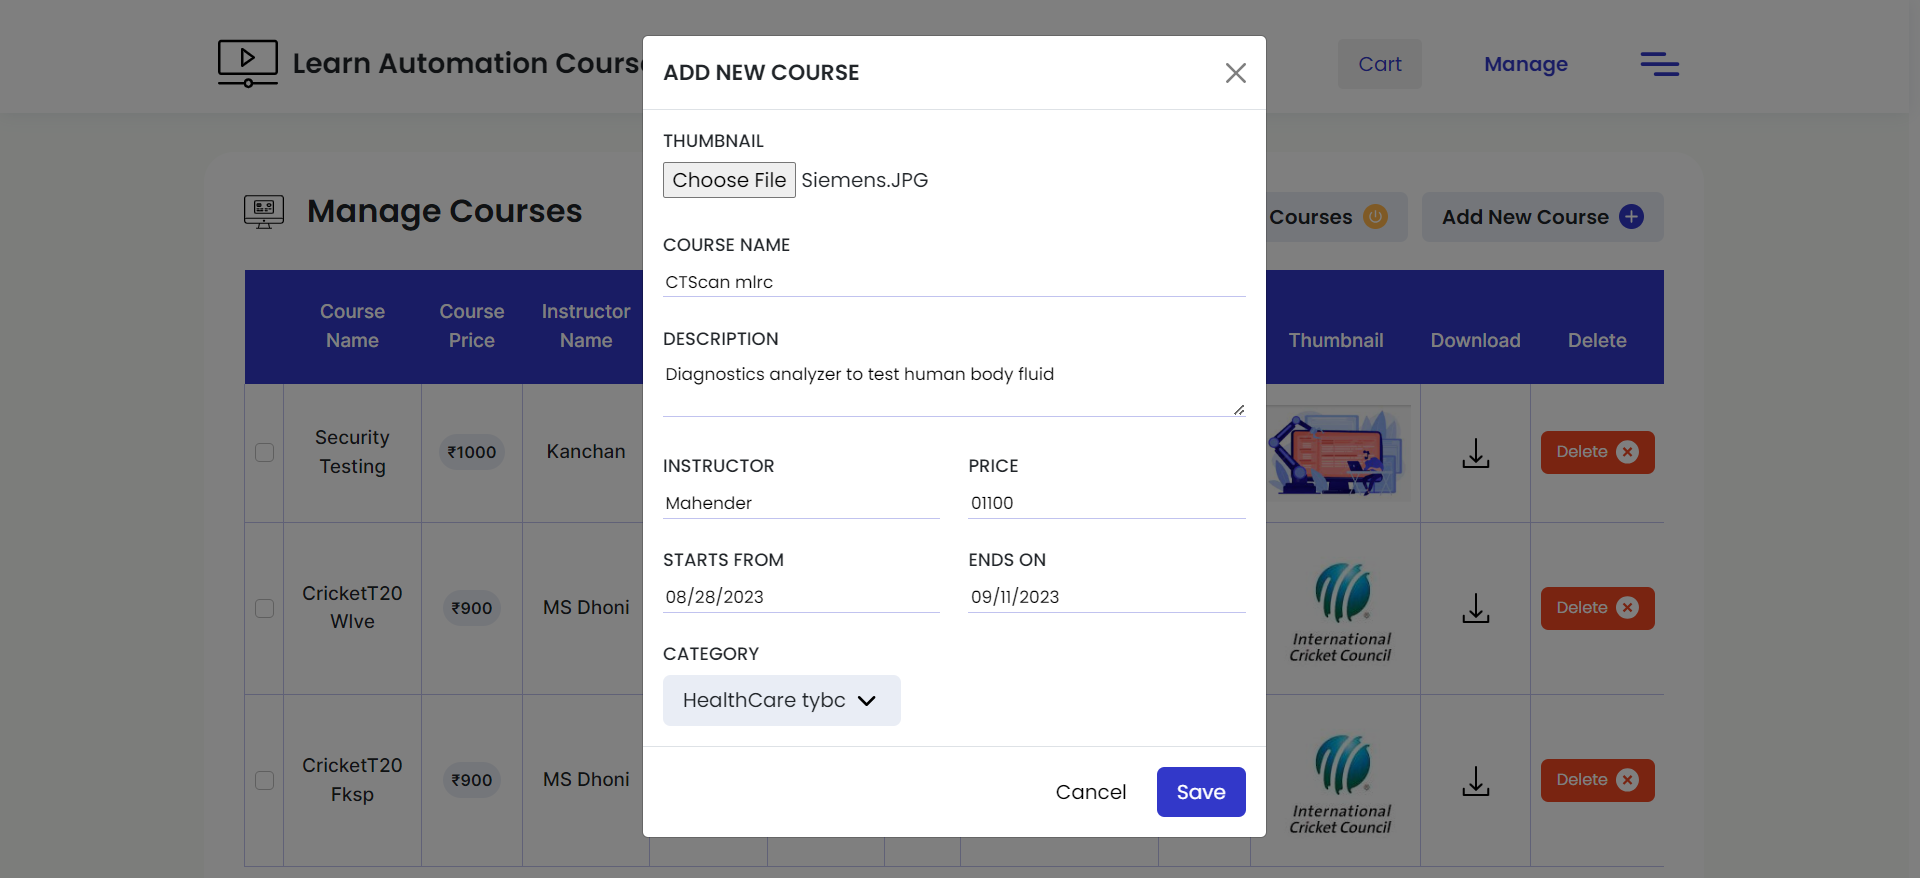 Learn Automation Cours
Cart
Manage
Manage Courses
Courses
Add New Course
Course
Name
Course
Price
Instructor
Name
Thumbnail
Download
Delete
Security
Testing
₹1000
Kanchan
Delete
CricketT20
Wlve
₹900
MS Dhoni
International
Cricket Council
Delete
CricketT20
Fksp
₹900
MS Dhoni
International
Cricket Council
Delete
ADD NEW COURSE
THUMBNAIL
Choose File Siemens.JPG
COURSE NAME
CTScan mlrc
DESCRIPTION
Diagnostics analyzer to test human body fluid
INSTRUCTOR
Mahender
PRICE
01100
STARTS FROM
08/28/2023
ENDS ON
09/11/2023
CATEGORY
HealthCare tybc
Cancel
Save